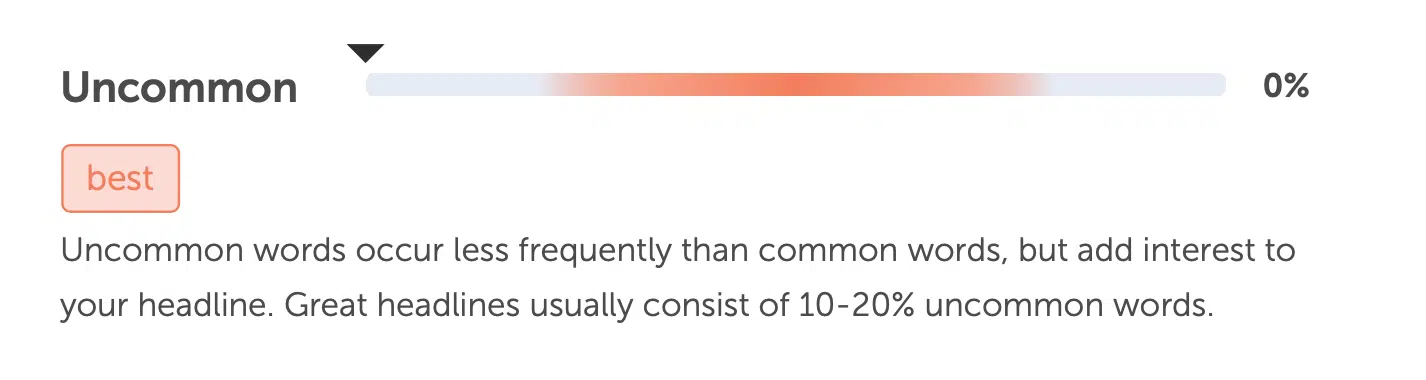 Uncommon 0%
best
Uncommon words occur less frequently than common words, but add interest to
your headline. Great headlines usually consist of 10-20% uncommon words.